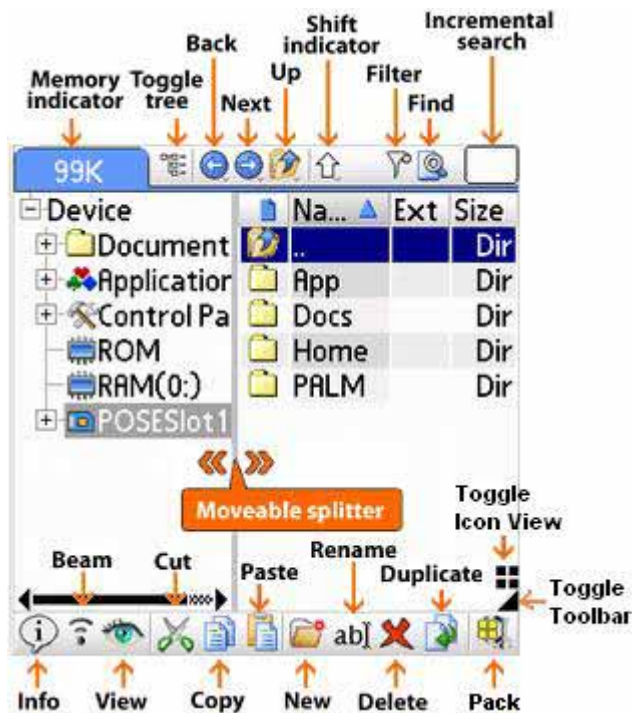 Incremental
search
Shift
indicator
Back
Up
Filter
Memory
indicator
Toggle
tree
Next
Find
99K
Device
Na... Ext Size
Document
.. Dir
Application
App Dir
Control Pa
Docs Dir
ROM
Home Dir
RAM(0:)
PALM Dir
POSESlot1
Moveable splitter
Toggle
Icon View
Beam
Cut
Paste
Rename
Duplicate
Toggle
Toolbar
ab
Info
View
Copy
New
Delete
Pack